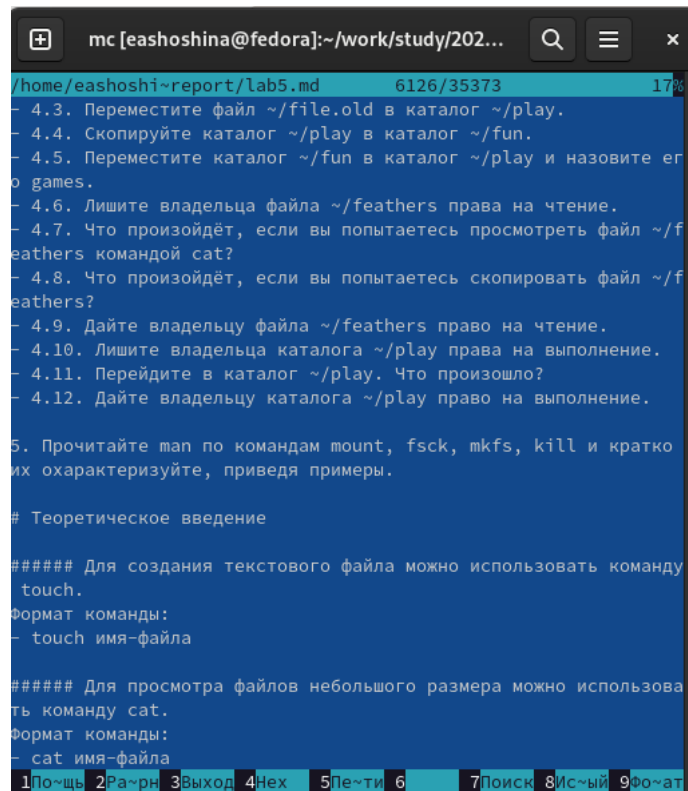 mc [eashoshina@fedora]:~/work/study/202...
/home/eashoshi~report/lab5.md 6126/35373 17%
- 4.3. Переместите файл ~/file.old в каталог ~/play.
- 4.4. Скопируйте каталог ~/play в каталог ~/fun.
- 4.5. Переместите каталог ~/fun в каталог ~/play и назовите ег
о games.
- 4.6. Лишите владельца файла ~/feathers права на чтение.
- 4.7. Что произойдёт, если вы попытаетесь просмотреть файл ~/f
eathers командой cat?
- 4.8. Что произойдёт, если вы попытаетесь скопировать файл ~/f
eathers?
- 4.9. Дайте владельцу файла ~/feathers право на чтение.
- 4.10. Лишите владельца каталога ~/play права на выполнение.
- 4.11. Перейдите в каталог ~/play. Что произошло?
- 4.12. Дайте владельцу каталога ~/play право на выполнение.
5. Прочитайте man по командам mount, fsck, mkfs, kill и кратко
их охарактеризуйте, приведя примеры.
# Теоретическое введение
###### Для создания текстового файла можно использовать команду
touch.
Формат команды:
- touch имя-файла
###### Для просмотра файлов небольшого размера можно использова
ть команду cat.
Формат команды:
- cat имя-файла
1По~щь 2Ра~рн 3Выход 4Hex 5Пе~ти 6 7Поиск 8Ис~ый 9Фо~ат